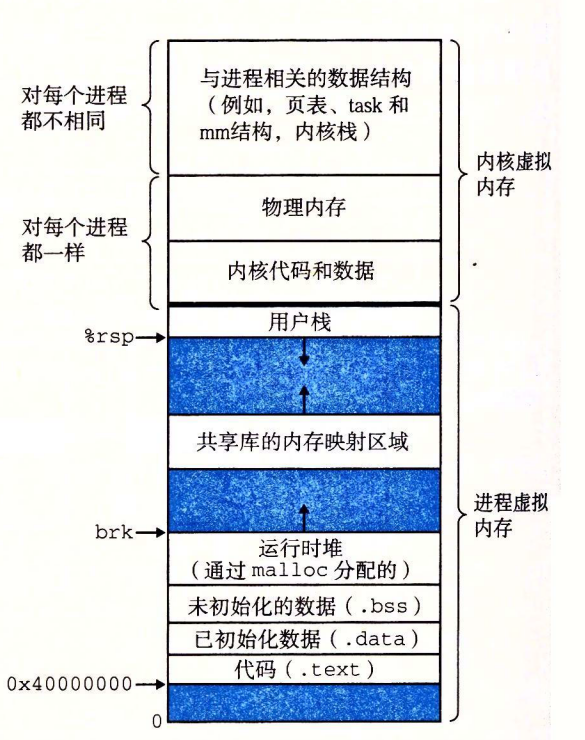 对每个进程
都不相同
与进程相关的数据结构
（例如，页表、task 和
mm结构，内核栈）
内核虚拟
内存
对每个进程
都一样
物理内存
内核代码和数据
用户栈
%rsp
共享库的内存映射区域
进程虚拟
内存
brk
运行时堆
（通过 malloc 分配的）
未初始化的数据（.bss）
已初始化数据（.data）
代码（.text）
0x40000000
0